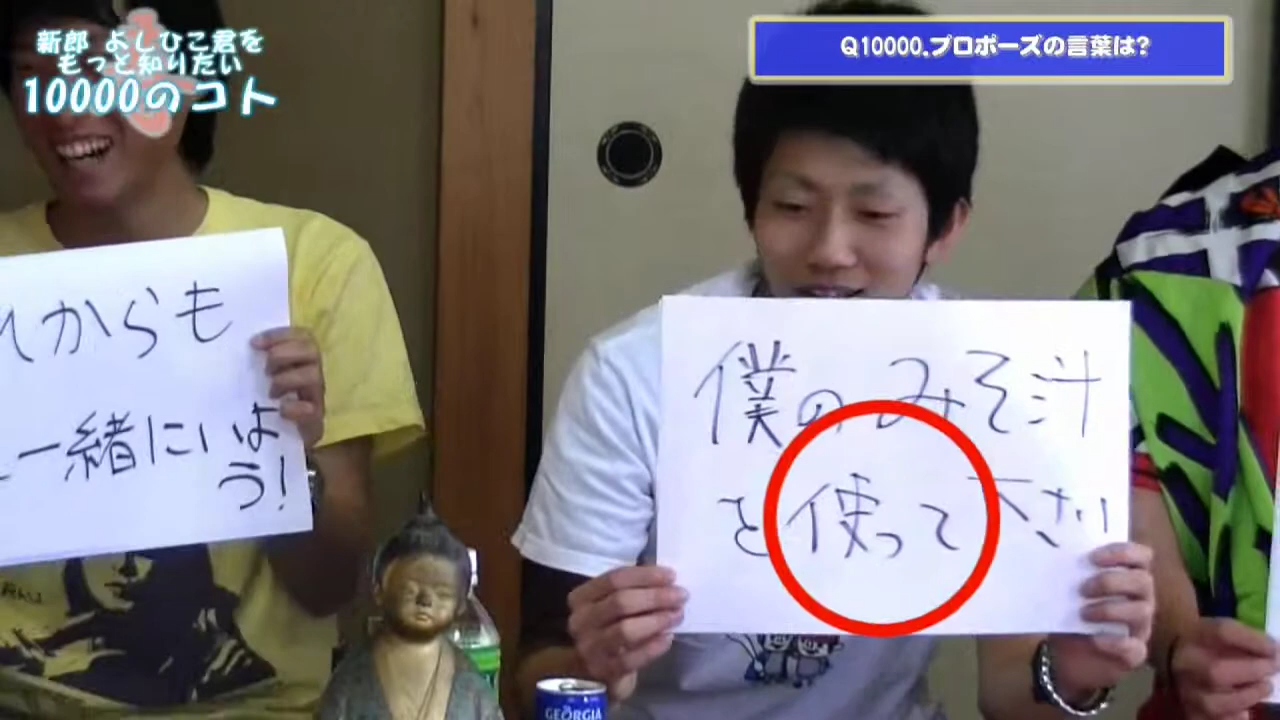 新郎 よしひこ君を
もっと知りたい
10000のコト
Q10000.プロポーズの言葉は?
れからも
一緒にいよ
う!
僕のみそ汁
を使って下さい
GEORGIA